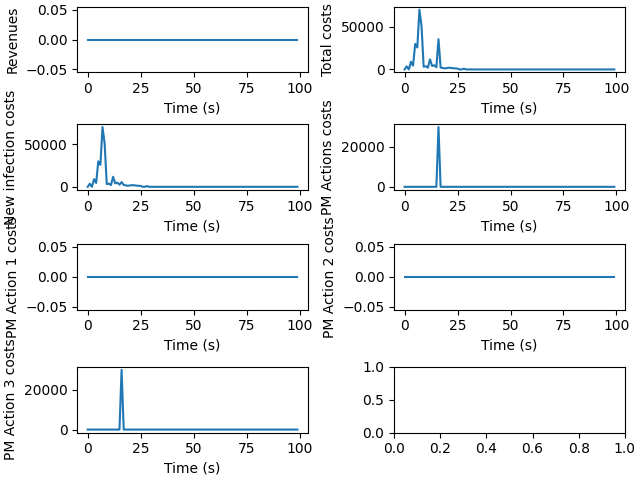 Revenues
0.05
0.00
−0.05
0 25 50 75 100
Time (s)
Total costs
50000
0
0 25 50 75 100
Time (s)
New infection costs
50000
0
0 25 50 75 100
Time (s)
PM Actions costs
20000
0
0 25 50 75 100
Time (s)
PM Action 1 costs
0.05
0.00
−0.05
0 25 50 75 100
Time (s)
PM Action 2 costs
0.05
0.00
−0.05
0 25 50 75 100
Time (s)
PM Action 3 costs
20000
0
0 25 50 75 100
Time (s)
1.0
0.5
0.0
0.0 0.2 0.4 0.6 0.8 1.0